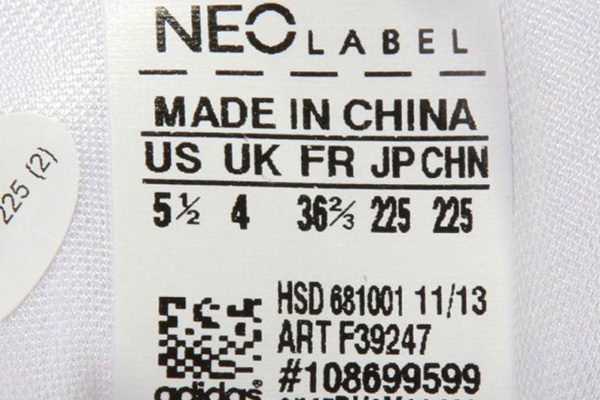 NEO LABEL
MADE IN CHINA
US UK FR JP CHN
5½ 4 36⅔ 225 225
225 (2)
HSD 681001 11/13
ART F39247
#108699599
adidas®